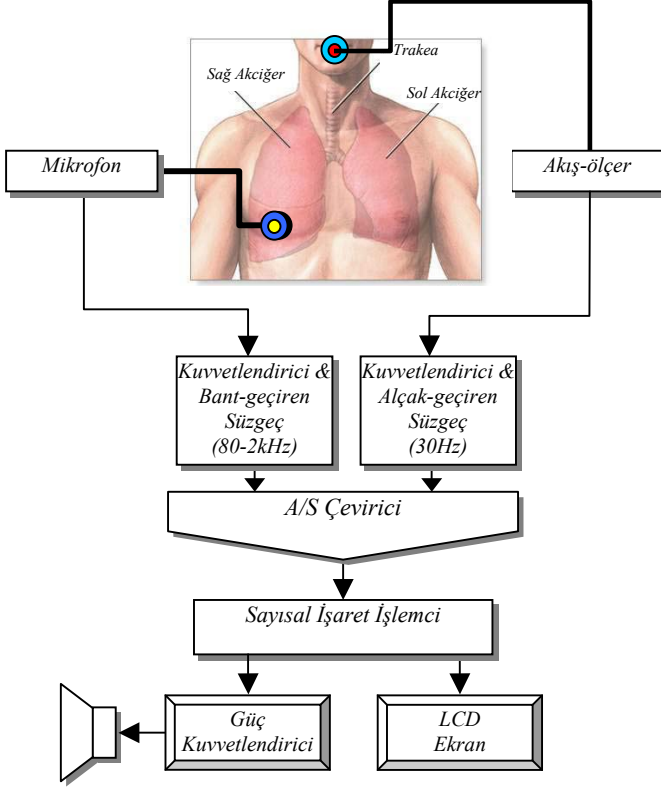 Trakea
Sağ Akciğer
Sol Akciğer
Mikrofon
Akış-ölçer
Kuvvetlendirici &
Bant-geçiren
Süzgeç
(80-2kHz)
Kuvvetlendirici &
Alçak-geçiren
Süzgeç
(30Hz)
A/S Çevirici
Sayısal İşaret İşlemci
Güç
Kuvvetlendirici
LCD
Ekran